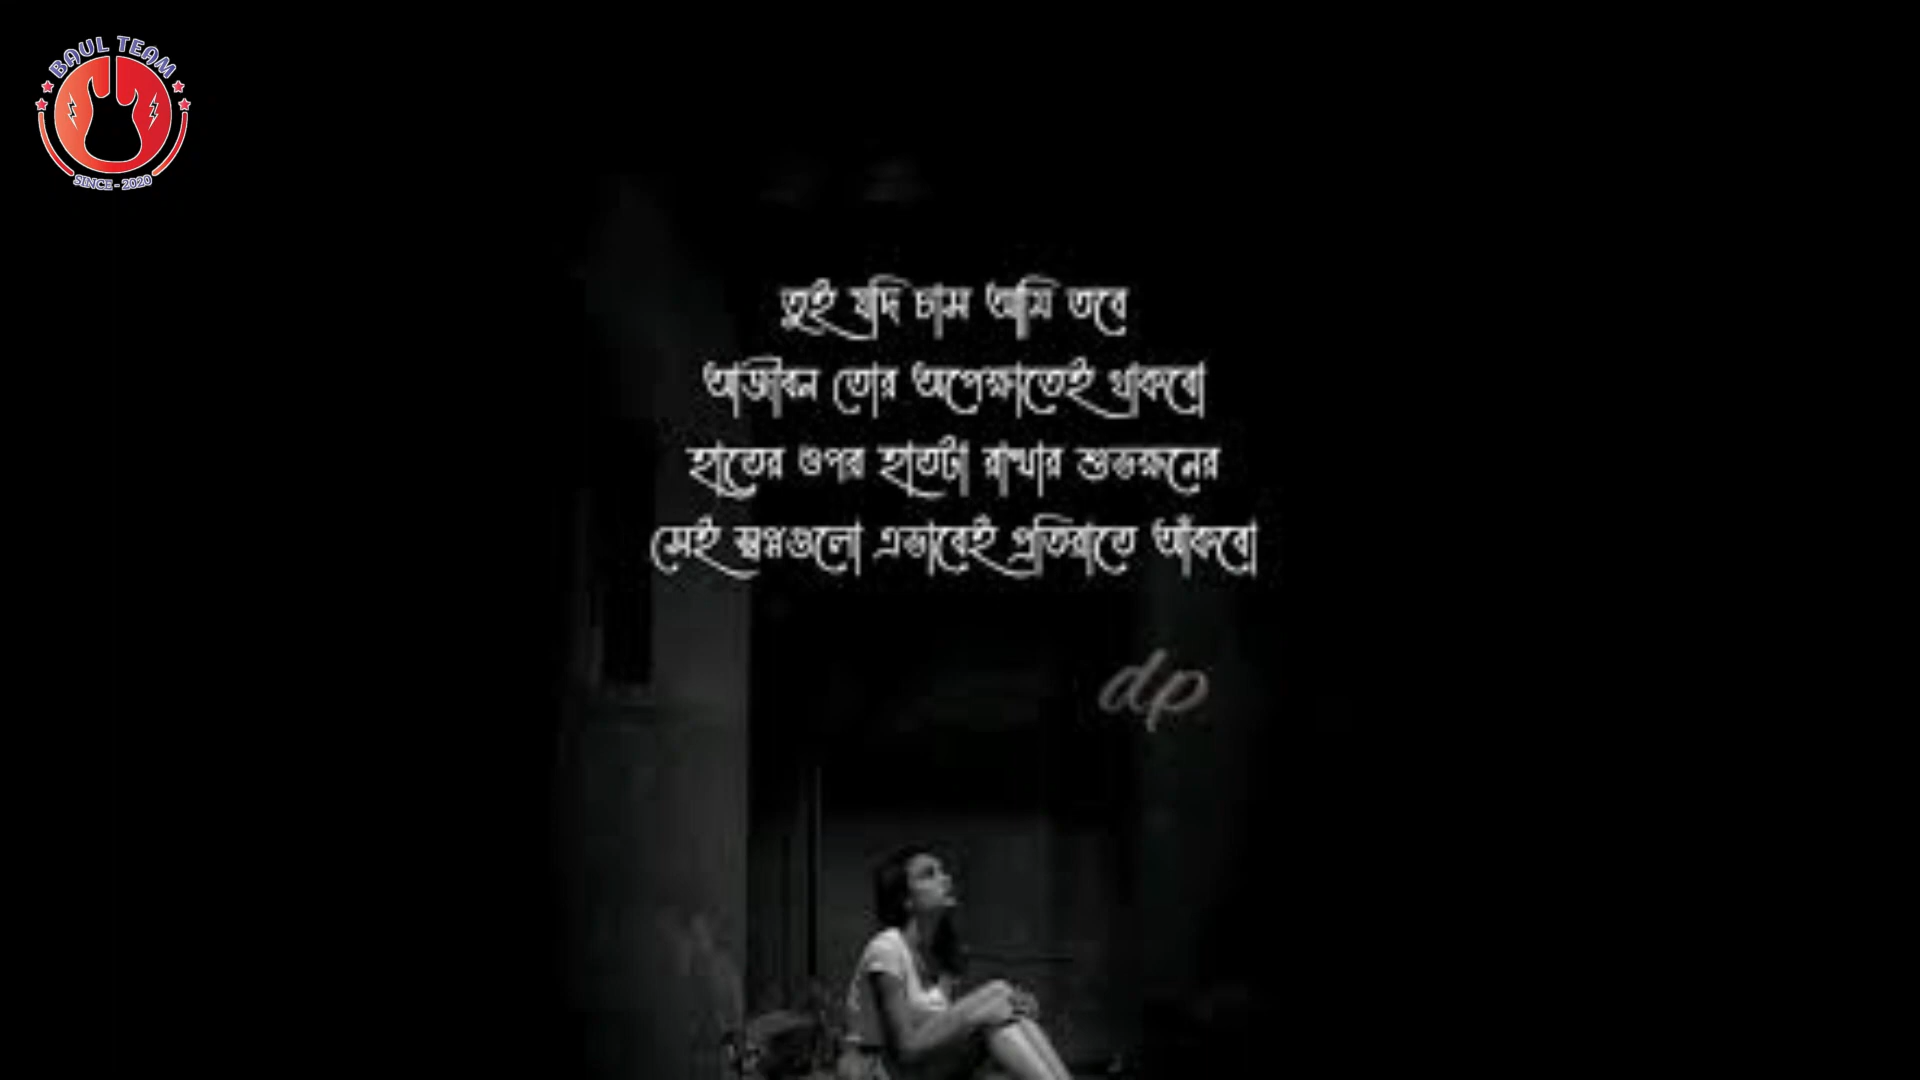 BAUL TEAM
SINCE - 2020
তুই যদি চাস আমি তবে
আজীবন তোর অপেক্ষাতেই থাকবো
হাতের ওপর হাতটা রাখার শুভক্ষনের
সেই স্বপ্নগুলো এভাবেই প্রতিরাতে আঁকবো
dp